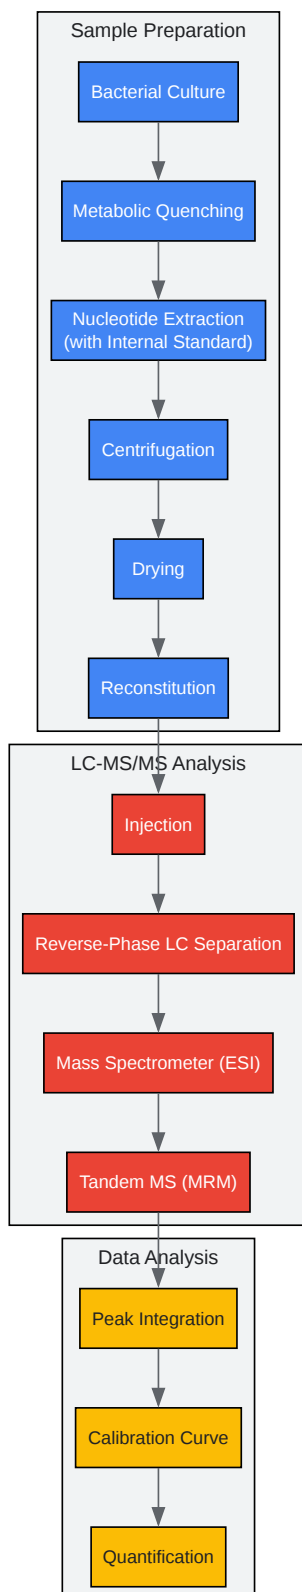 Sample Preparation
Bacterial Culture
Metabolic Quenching
Nucleotide Extraction
(with Internal Standard)
Centrifugation
Drying
Reconstitution
LC-MS/MS Analysis
Injection
Reverse-Phase LC Separation
Mass Spectrometer (ESI)
Tandem MS (MRM)
Data Analysis
Peak Integration
Calibration Curve
Quantification